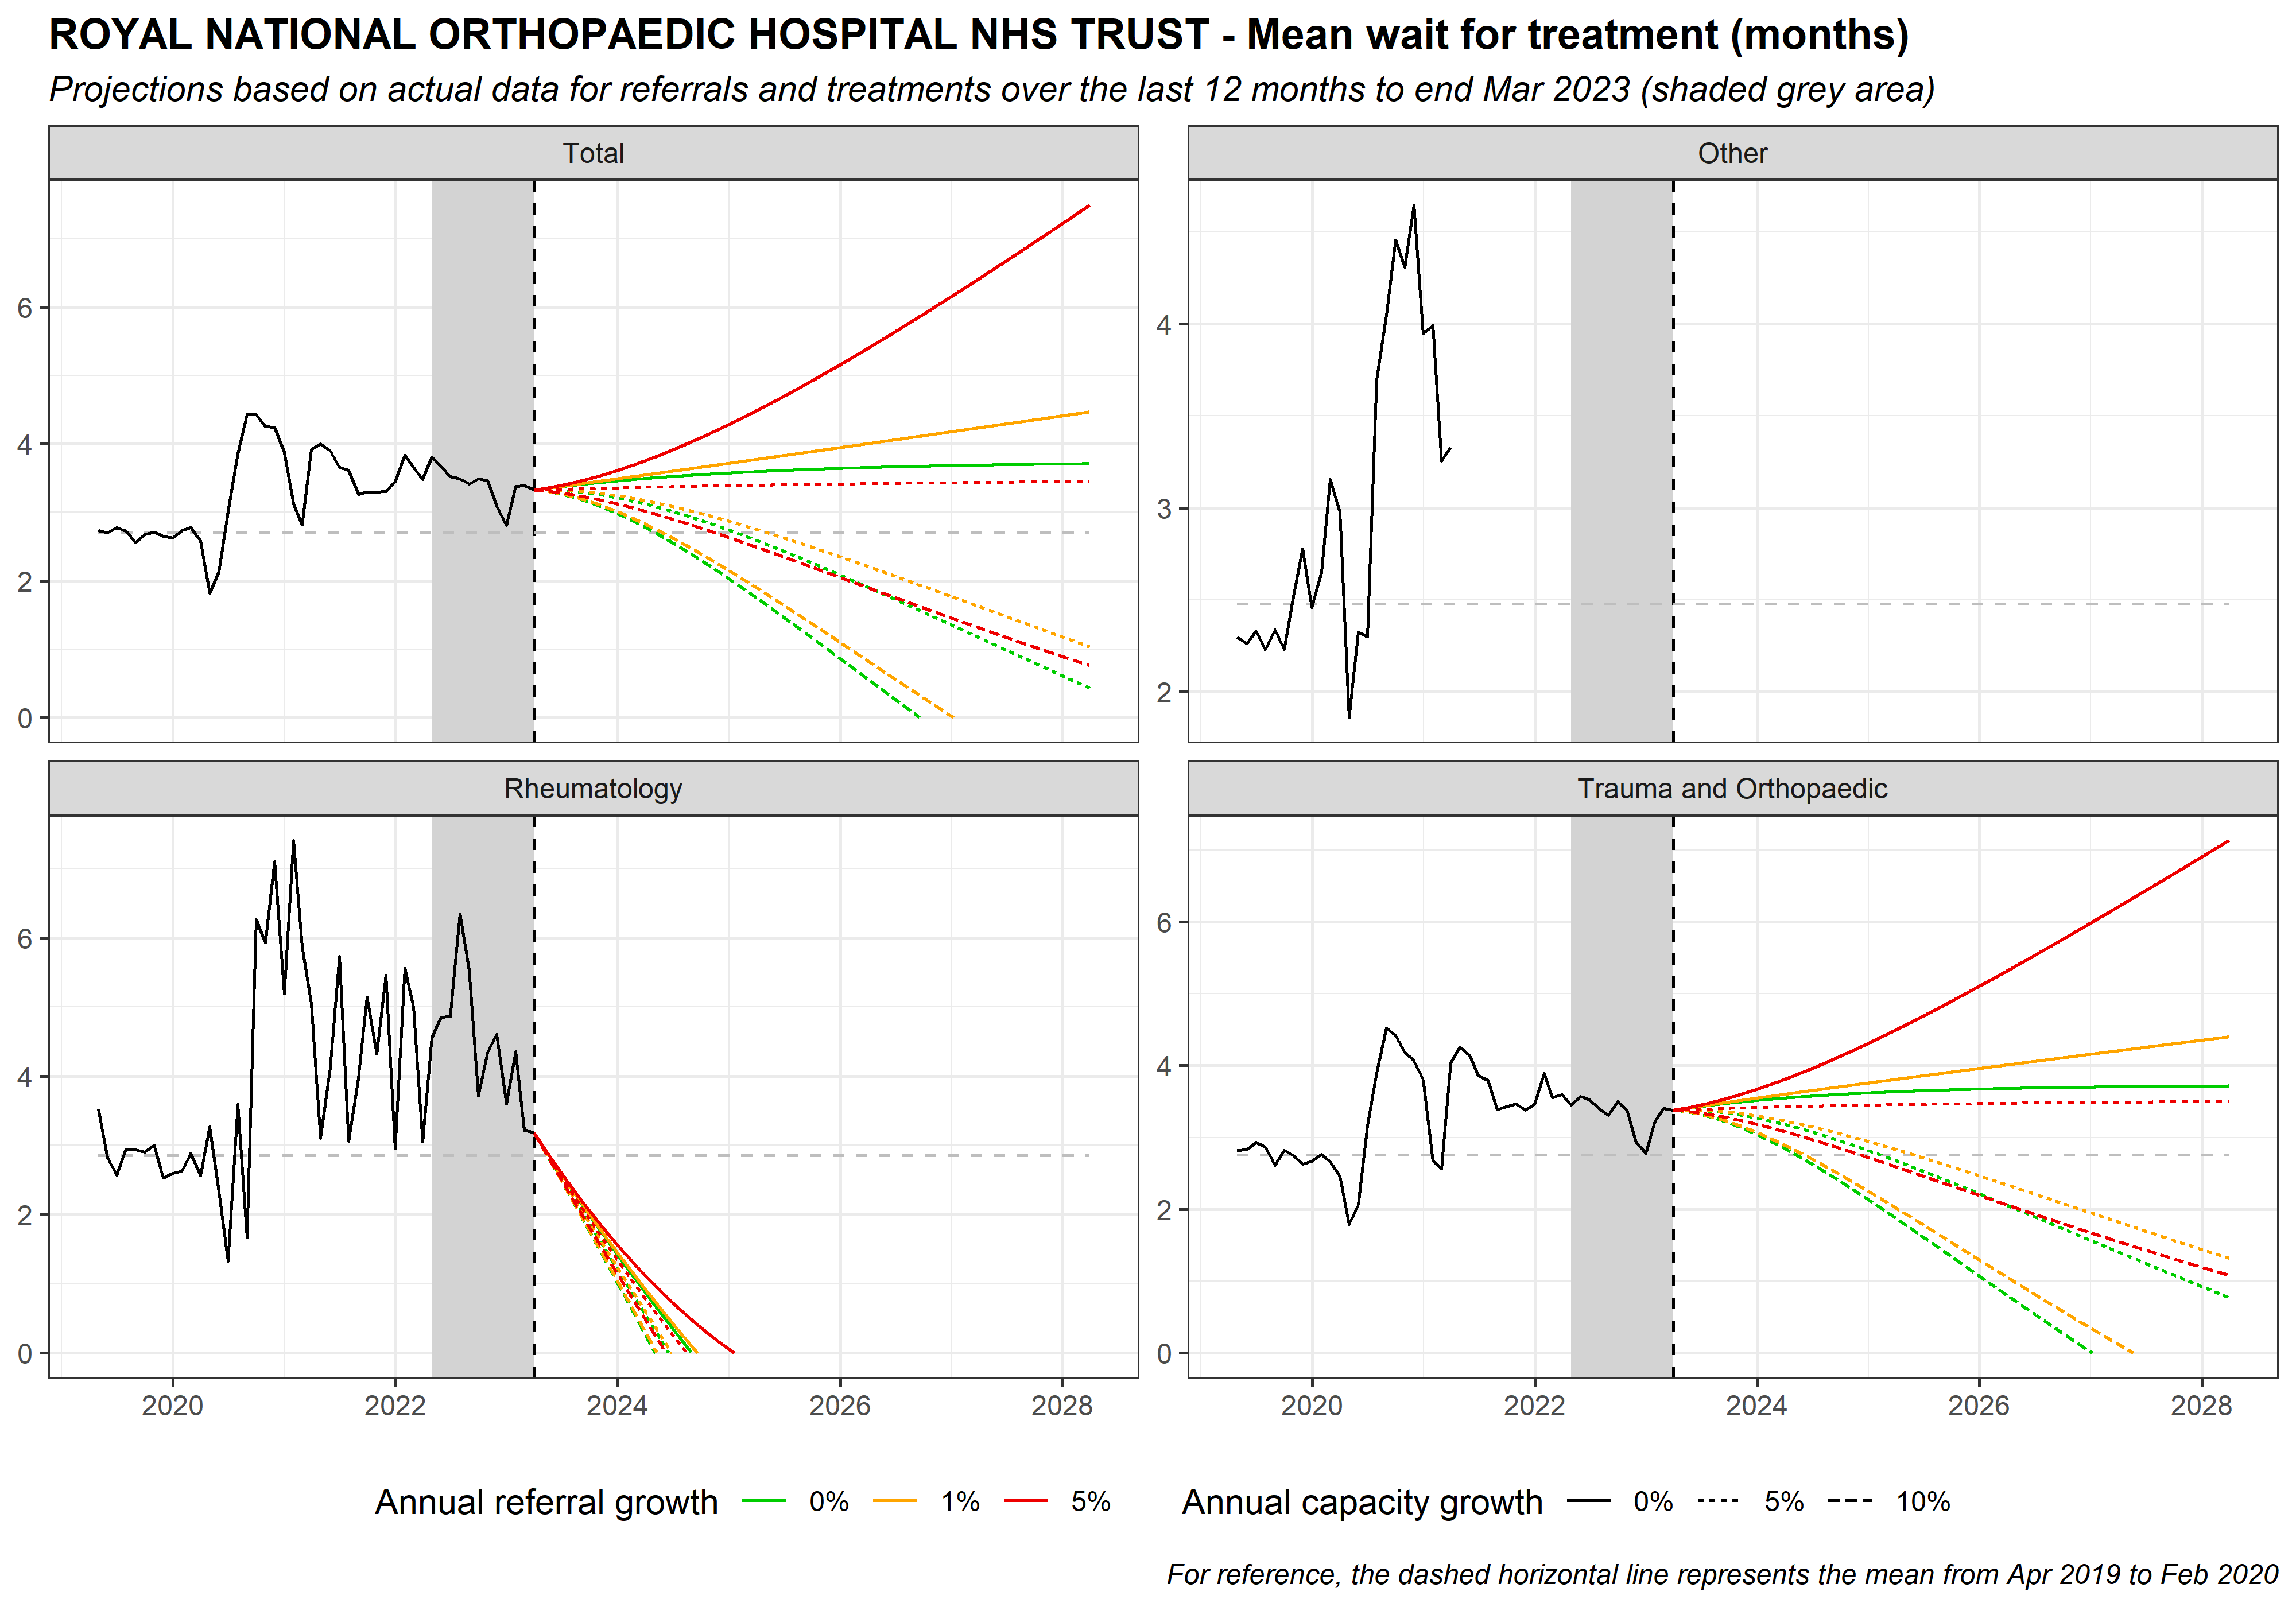 ROYAL NATIONAL ORTHOPAEDIC HOSPITAL NHS TRUST - Mean wait for treatment (months)
Projections based on actual data for referrals and treatments over the last 12 months to end Mar 2023 (shaded grey area)
Total
Other
6
4
2
0
4
3
2
Rheumatology
Trauma and Orthopaedic
6
4
2
0
6
4
2
0
2020 2022 2024 2026 2028
2020 2022 2024 2026 2028
Annual referral growth 0% 1% 5%
Annual capacity growth 0% 5% 10%
For reference, the dashed horizontal line represents the mean from Apr 2019 to Feb 2020